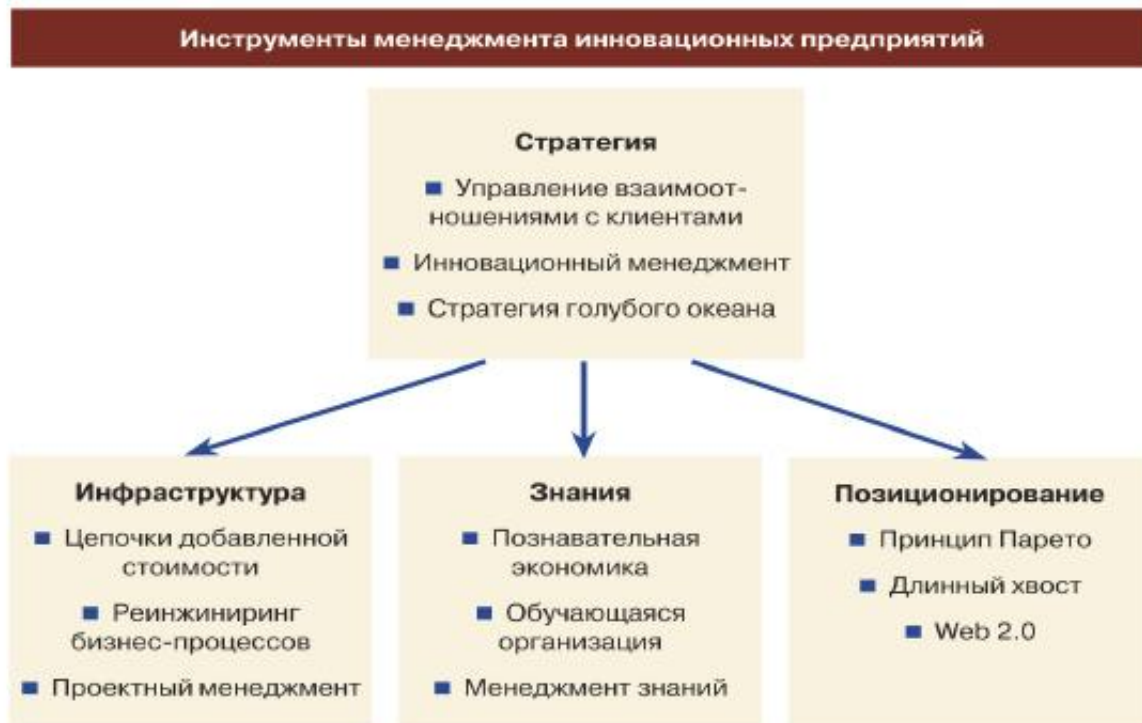 Инструменты менеджмента инновационных предприятий
Стратегия
■ Управление взаимоот-
ношениями с клиентами
■ Инновационный менеджмент
■ Стратегия голубого океана
Инфраструктура
■ Цепочки добавленной
стоимости
■ Реинжиниринг
бизнес-процессов
■ Проектный менеджмент
Знания
■ Познавательная
экономика
■ Обучающаяся
организация
■ Менеджмент знаний
Позиционирование
■ Принцип Парето
■ Длинный хвост
■ Web 2.0